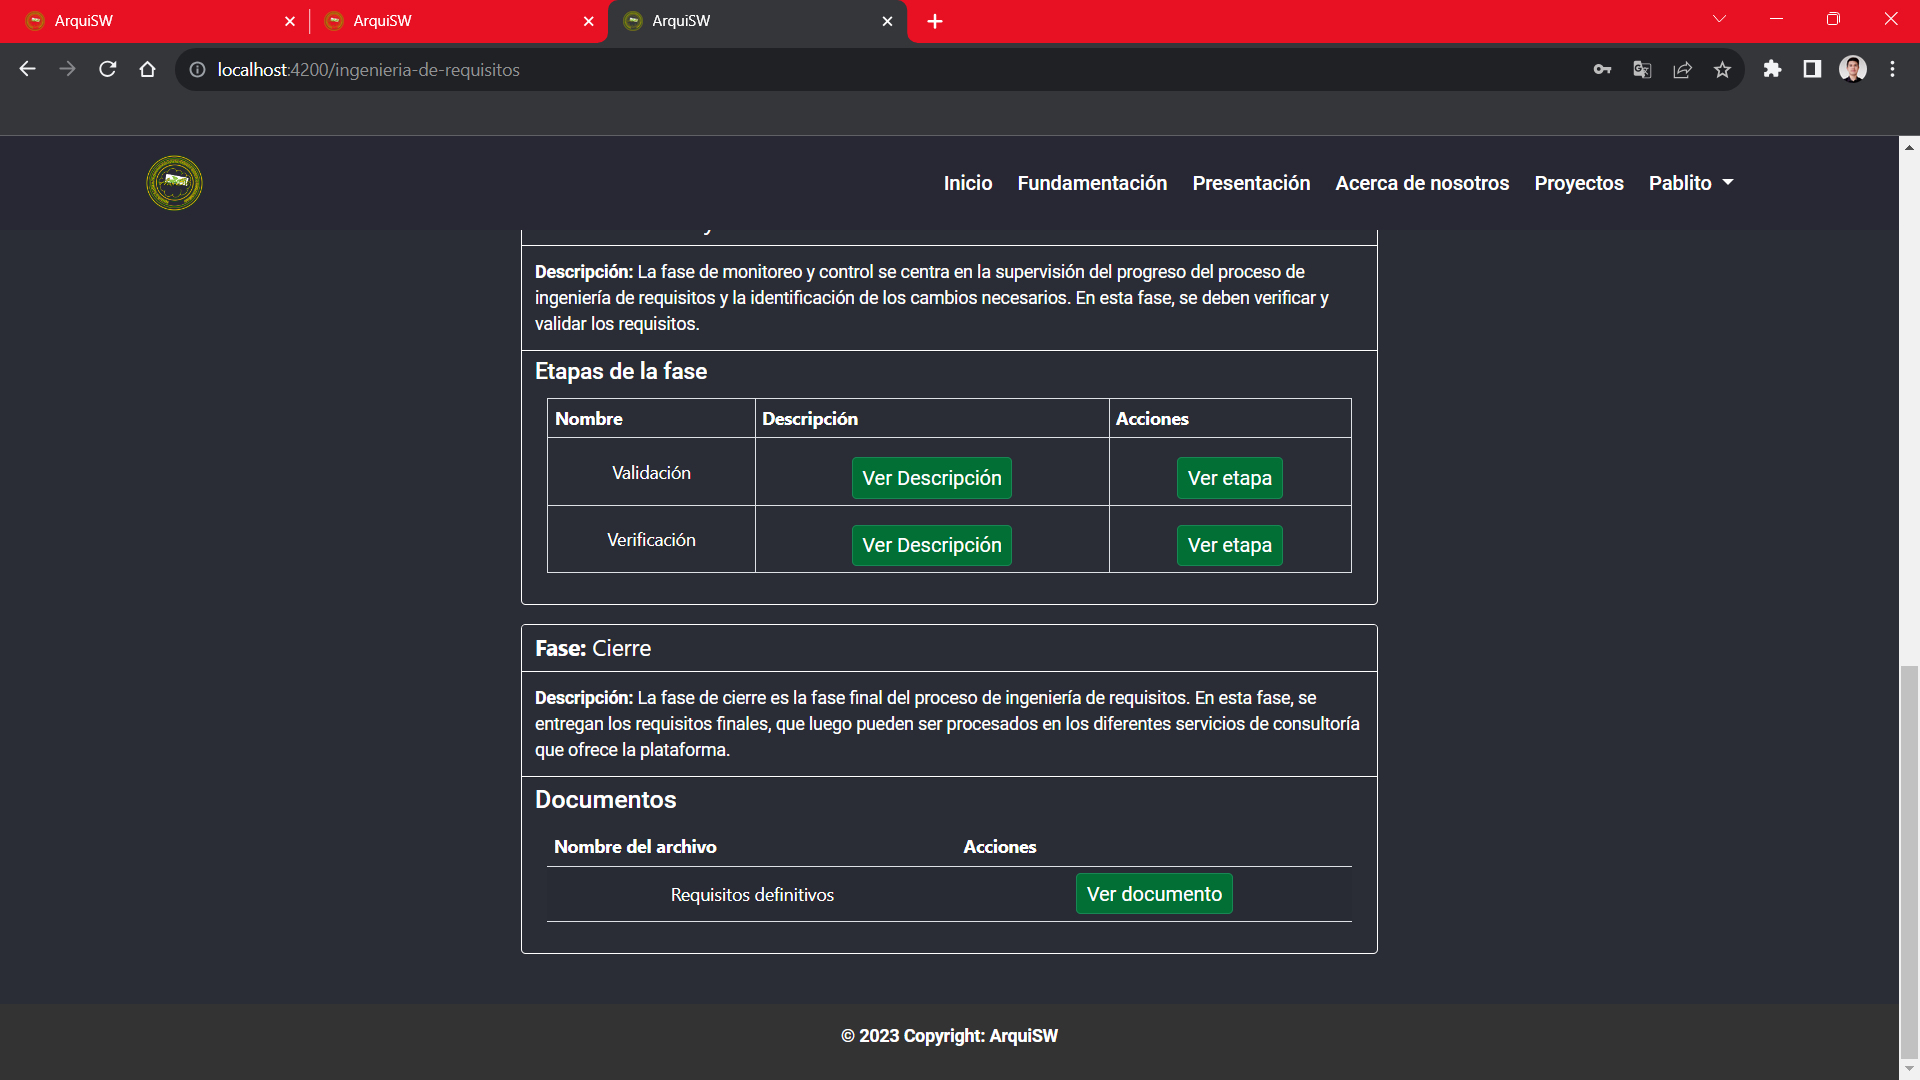 ArquiSW
ArquiSW
ArquiSW
localhost:4200/ingenieria-de-requisitos
Inicio Fundamentación Presentación Acerca de nosotros Proyectos Pablito
Descripción: La fase de monitoreo y control se centra en la supervisión del progreso del proceso de
ingeniería de requisitos y la identificación de los cambios necesarios. En esta fase, se deben verificar y
validar los requisitos.
Etapas de la fase
Nombre Descripción Acciones
Validación Ver Descripción Ver etapa
Verificación Ver Descripción Ver etapa
Fase: Cierre
Descripción: La fase de cierre es la fase final del proceso de ingeniería de requisitos. En esta fase, se
entregan los requisitos finales, que luego pueden ser procesados en los diferentes servicios de consultoría
que ofrece la plataforma.
Documentos
Nombre del archivo Acciones
Requisitos definitivos Ver documento
© 2023 Copyright: ArquiSW